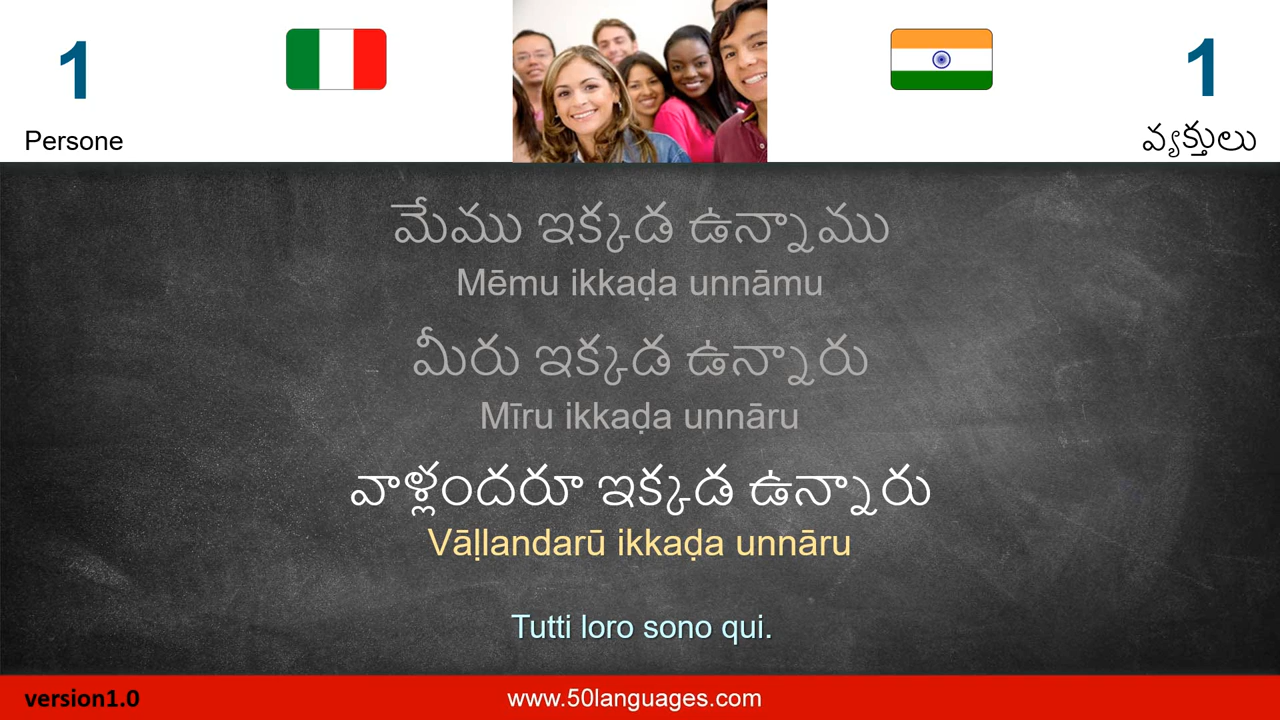 1
1
Persone
వ్యక్తులు
మేము ఇక్కడ ఉన్నాము
Mēmu ikkaḍa unnāmu
మీరు ఇక్కడ ఉన్నారు
Mīru ikkaḍa unnāru
వాళ్లందరూ ఇక్కడ ఉన్నారు
Vāḷlandarū ikkaḍa unnāru
Tutti loro sono qui.
version1.0
www.50languages.com